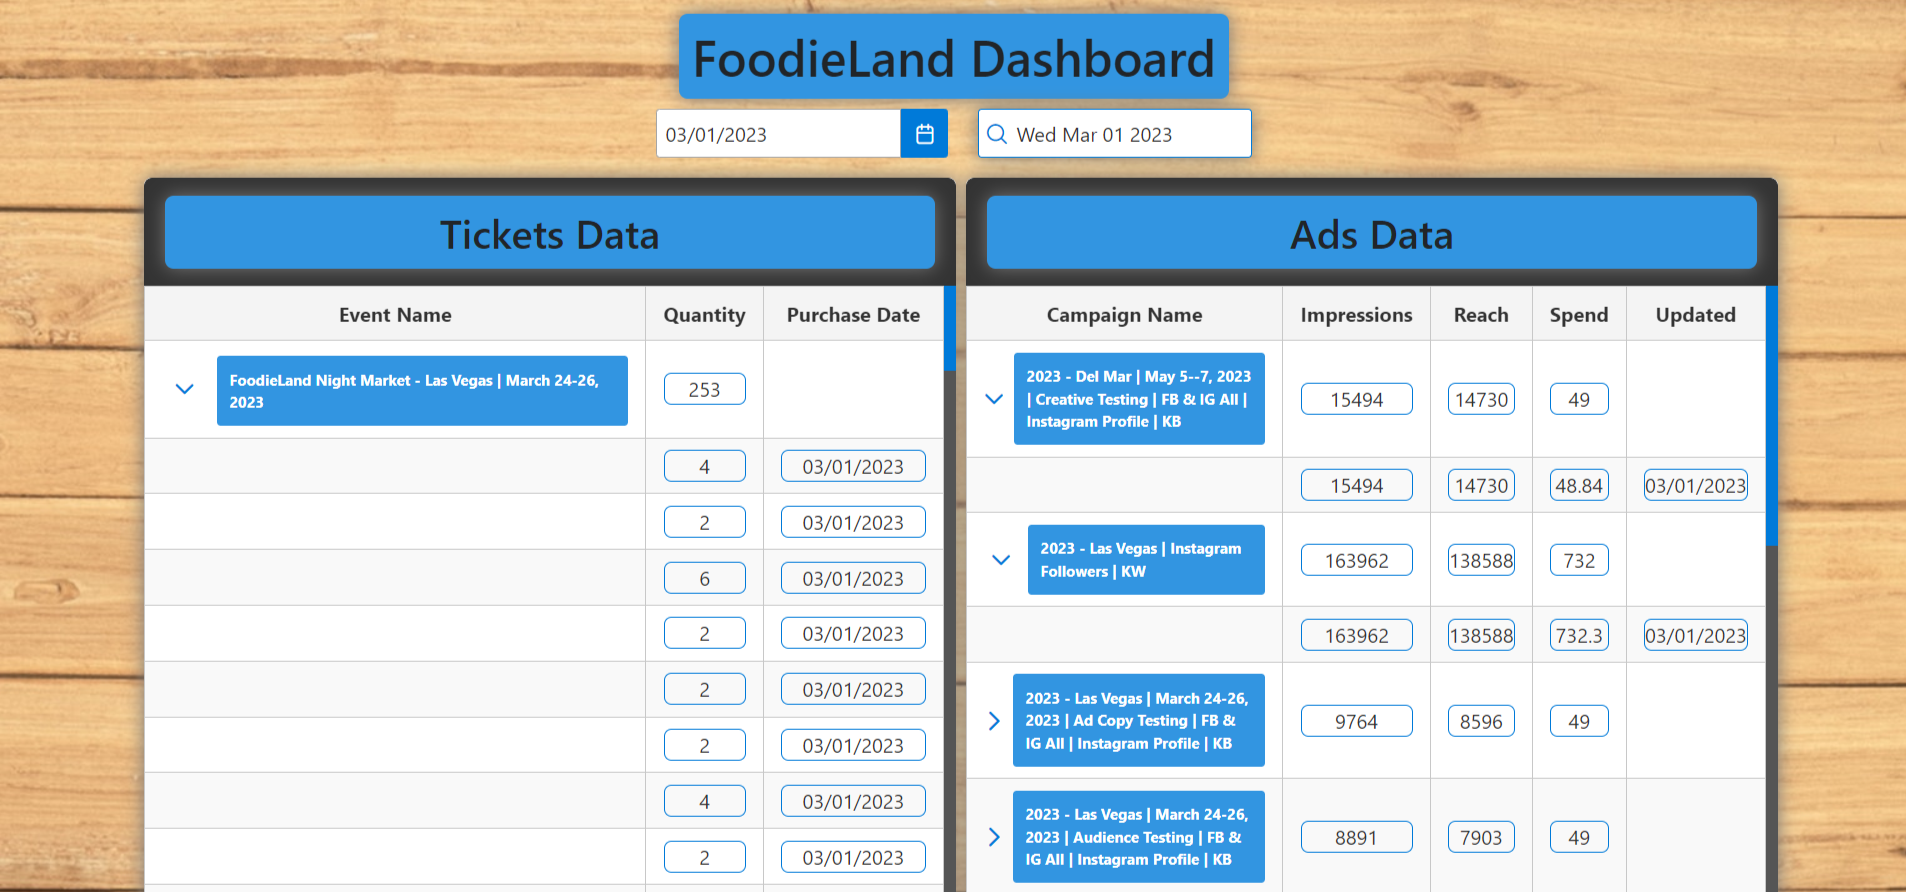 FoodieLand Dashboard
03/01/2023
Wed Mar 01 2023
Tickets Data
Event Name Quantity Purchase Date
FoodieLand Night Market - Las Vegas | March 24-26,
2023
253
4 03/01/2023
2 03/01/2023
6 03/01/2023
2 03/01/2023
2 03/01/2023
2 03/01/2023
4 03/01/2023
2 03/01/2023
Ads Data
Campaign Name Impressions Reach Spend Updated
2023 - Del Mar | May 5--7, 2023
| Creative Testing | FB & IG All |
Instagram Profile | KB
15494 14730 49
15494 14730 48.84 03/01/2023
2023 - Las Vegas | Instagram
Followers | KW
163962 138588 732
163962 138588 732.3 03/01/2023
2023 - Las Vegas | March 24-26,
2023 | Ad Copy Testing | FB &
IG All | Instagram Profile | KB
9764 8596 49
2023 - Las Vegas | March 24-26,
2023 | Audience Testing | FB &
IG All | Instagram Profile | KB
8891 7903 49